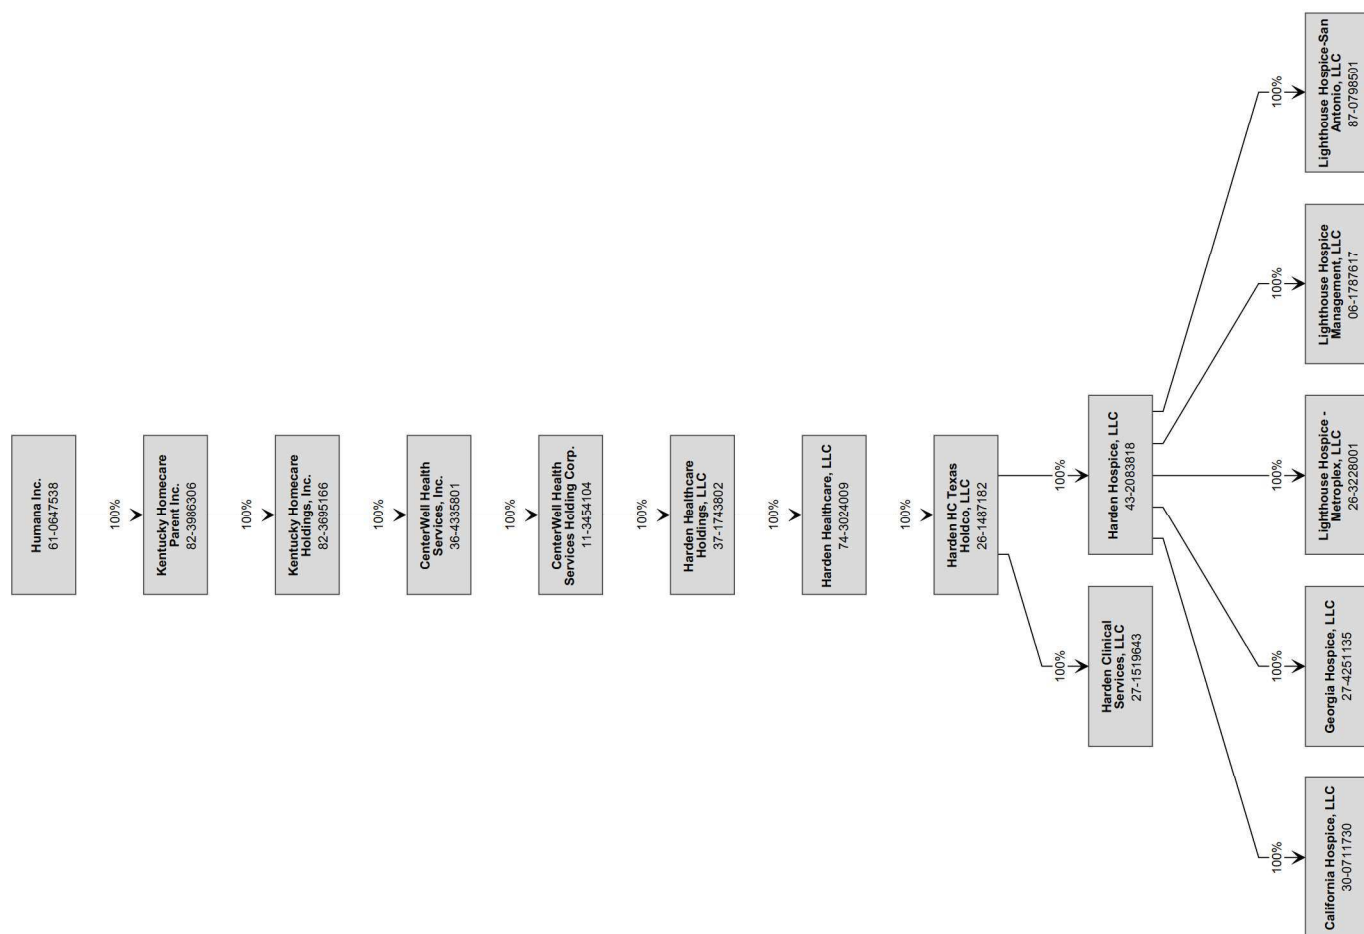 Humana Inc.
61-0647538
100%
Kentucky Homecare
Parent Inc.
82-3986306
100%
Kentucky Homecare
Holdings, Inc.
82-3695166
100%
CenterWell Health
Services, Inc.
36-4335801
100%
CenterWell Health
Services Holding Corp.
11-3454104
100%
Harden Healthcare
Holdings, LLC
37-1743802
100%
Harden Healthcare, LLC
74-3024009
100%
Harden HC Texas
Holdco, LLC
26-1487182
100%
Harden Clinical
Services, LLC
27-1519643
100%
Harden Hospice, LLC
43-2083818
100%
California Hospice, LLC
30-0711730
100%
Georgia Hospice, LLC
27-4251135
100%
Lighthouse Hospice -
Metroplex, LLC
26-3228001
100%
Lighthouse Hospice
Management, LLC
06-1787617
100%
Lighthouse Hospice-San
Antonio, LLC
87-0798501